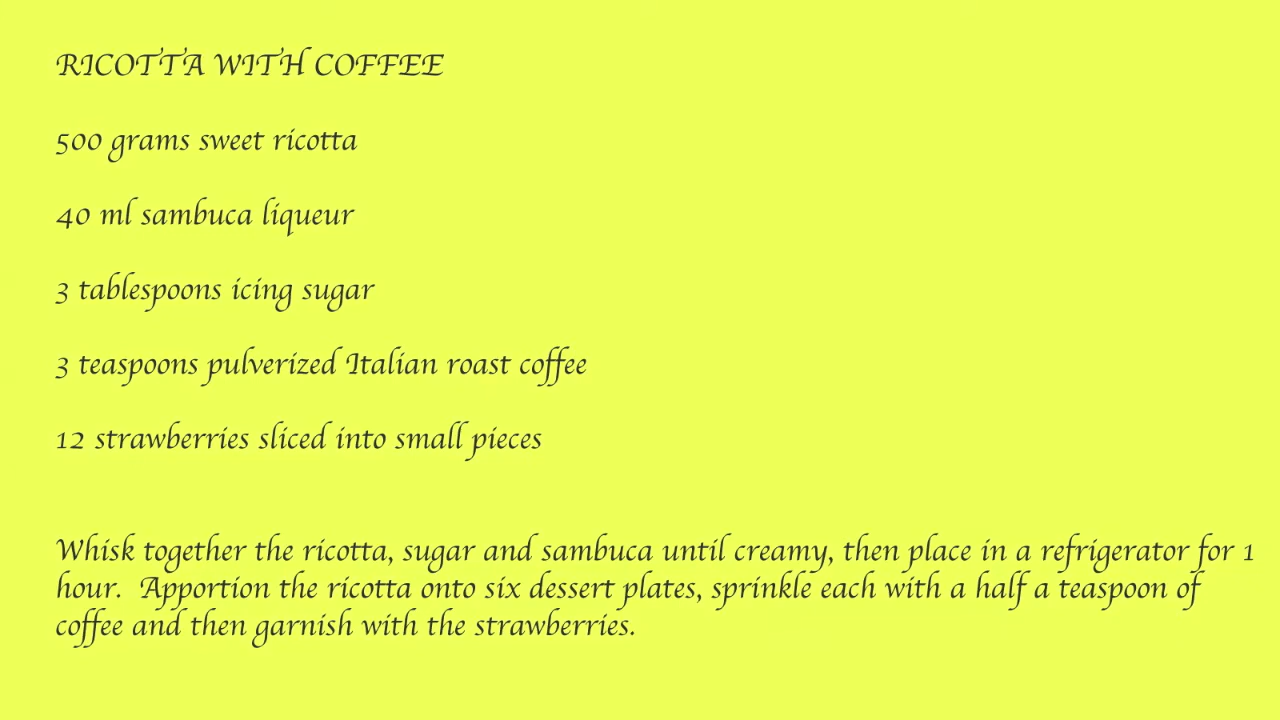 RICOTTA WITH COFFEE
500 grams sweet ricotta
40 ml sambuca liqueur
3 tablespoons icing sugar
3 teaspoons pulverized Italian roast coffee
12 strawberries sliced into small pieces
Whisk together the ricotta, sugar and sambuca until creamy, then place in a refrigerator for 1
hour.  Apportion the ricotta onto six dessert plates, sprinkle each with a half a teaspoon of
coffee and then garnish with the strawberries.